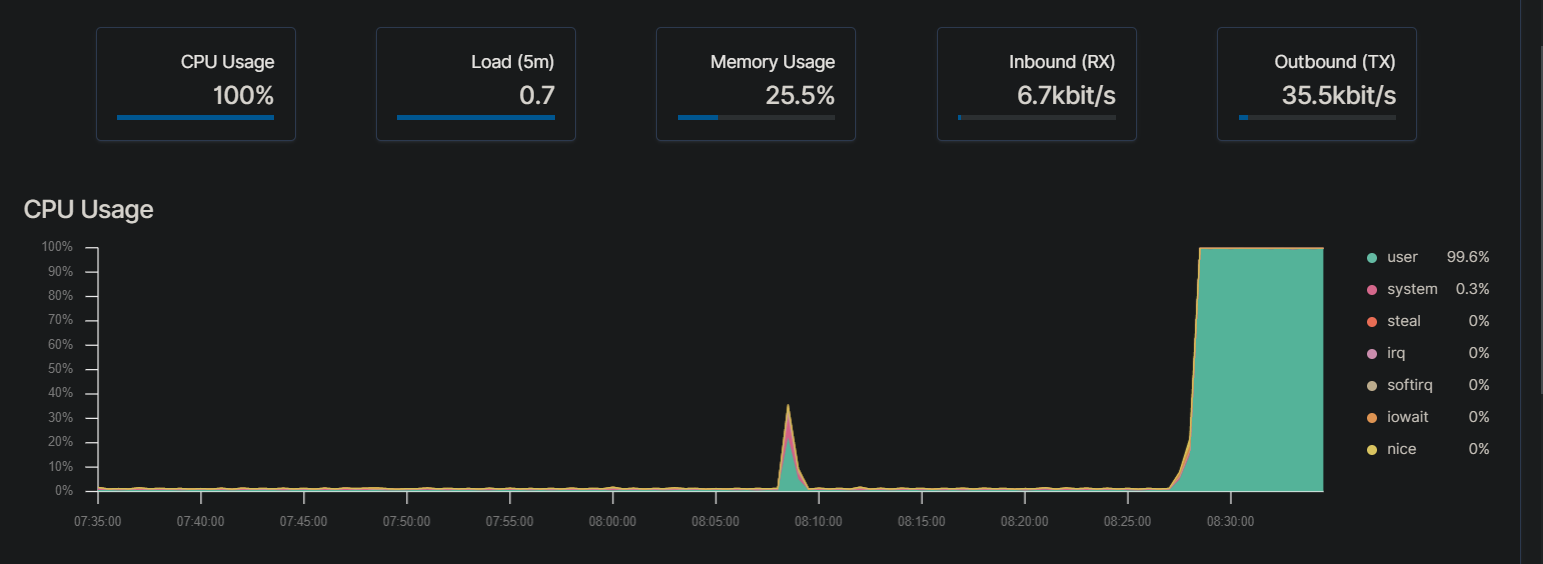 CPU Usage
100%
Load (5m)
0.7
Memory Usage
25.5%
Inbound (RX)
6.7kbit/s
Outbound (TX)
35.5kbit/s
CPU Usage
100%
90%
80%
70%
60%
50%
40%
30%
20%
10%
0%
07:35:00 07:40:00 07:45:00 07:50:00 07:55:00 08:00:00 08:05:00 08:10:00 08:15:00 08:20:00 08:25:00 08:30:00
user 99.6%
system 0.3%
steal 0%
irq 0%
softirq 0%
iowait 0%
nice 0%